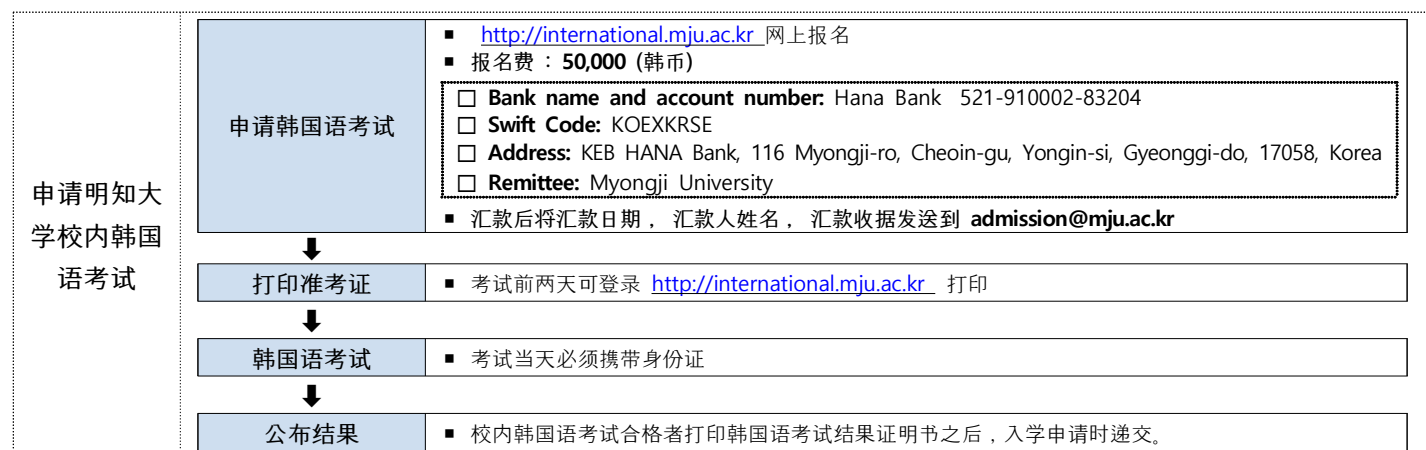 申请明知大
学校内韩国
语考试
申请韩国语考试
■ http://international.mju.ac.kr 网上报名
■ 报名费 : 50,000 (韩币)
□ Bank name and account number: Hana Bank 521-910002-83204
□ Swift Code: KOEXKRSE
□ Address: KEB HANA Bank, 116 Myongji-ro, Cheoin-gu, Yongin-si, Gyeonggi-do, 17058, Korea
□ Remittee: Myongji University
■ 汇款后将汇款日期, 汇款人姓名, 汇款收据发送到 admission@mju.ac.kr
打印准考证
■ 考试前两天可登录 http://international.mju.ac.kr 打印
韩国语考试
■ 考试当天必须携带身份证
公布结果
■ 校内韩国语考试合格者打印韩国语考试结果证明书之后,入学申请时递交。